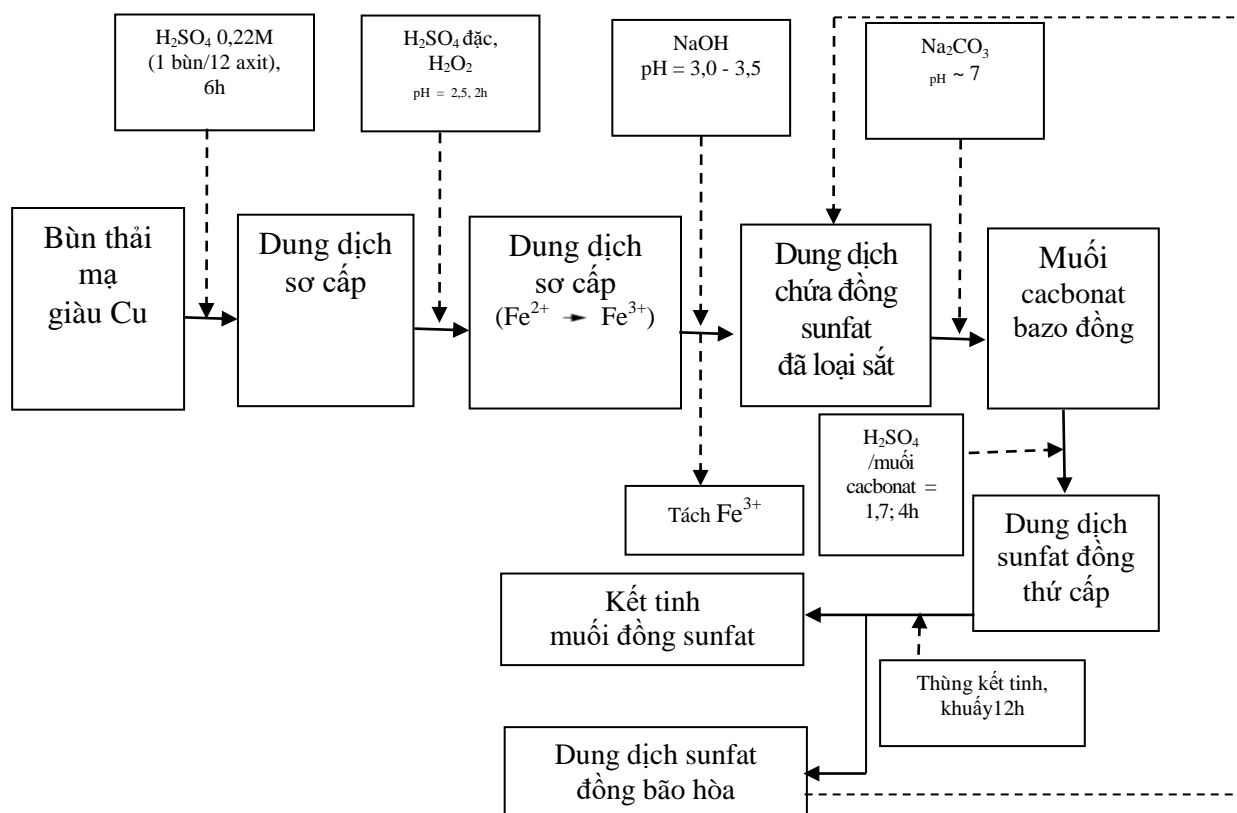 H₂SO₄ 0,22M
(1 bùn/12 axit),
6h
H₂SO₄ đặc,
H₂O₂
pH = 2,5, 2h
NaOH
pH = 3,0 - 3,5
Na₂CO₃
pH ~ 7
Bùn thải
mạ
giàu Cu
Dung dịch
sơ cấp
Dung dịch
sơ cấp
(Fe²⁺ → Fe³⁺)
Dung dịch
chứa đồng
sunfat
đã loại sắt
Muối
cacbonat
bazo đồng
Tách Fe³⁺
H₂SO₄
/muối
cacbonat =
1,7; 4h
Dung dịch
sunfat đồng
thứ cấp
Kết tinh
muối đồng sunfat
Thùng kết tinh,
khuấy12h
Dung dịch sunfat
đồng bão hòa